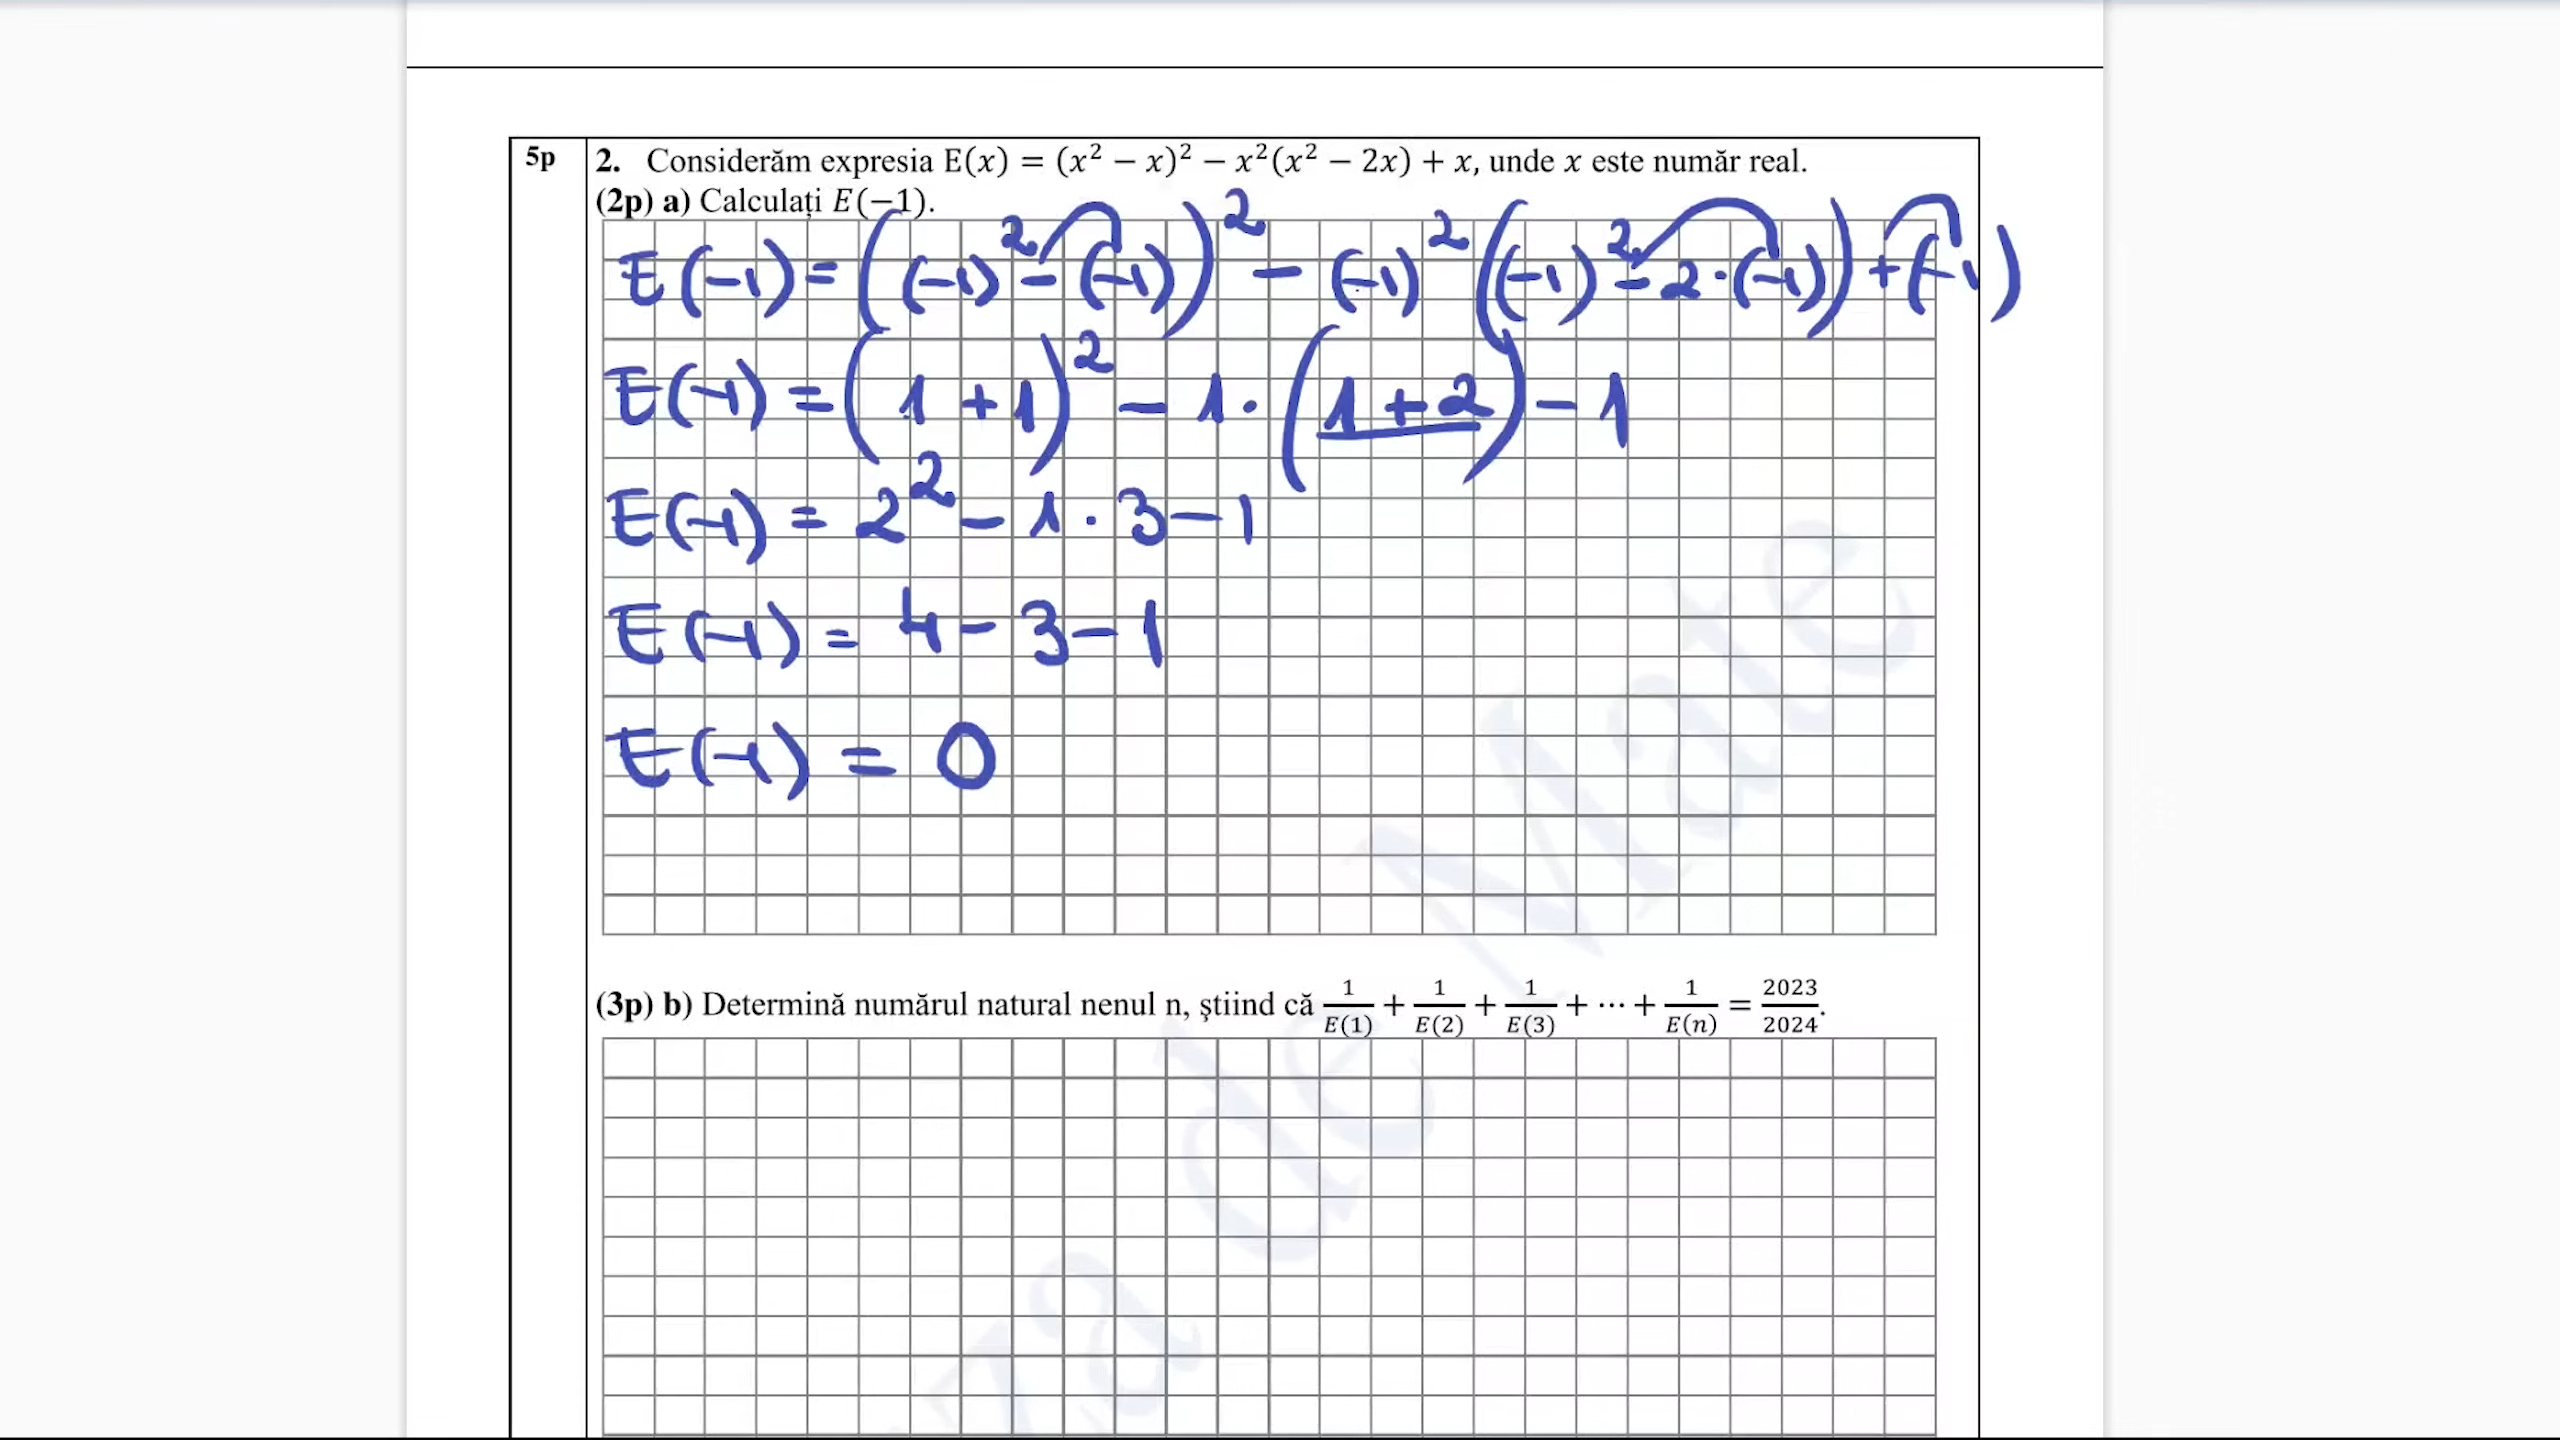 5p
2. Considerăm expresia E(x) = (x² − x)² − x²(x² − 2x) + x, unde x este număr real.
(2p) a) Calculați E(−1).
E(-1) = ((-1)² - (-1))² - (-1)² ((-1)² - 2·(-1)) + (-1)
E(-1) = (1 + 1)² - 1 · (1 + 2) - 1
E(-1) = 2² - 1 · 3 - 1
E(-1) = 4 - 3 - 1
E(-1) = 0
(3p) b) Determină numărul natural nenul n, ştiind că 1/E(1) + 1/E(2) + 1/E(3) + ⋯ + 1/E(n) = 2023/2024.
de Mate